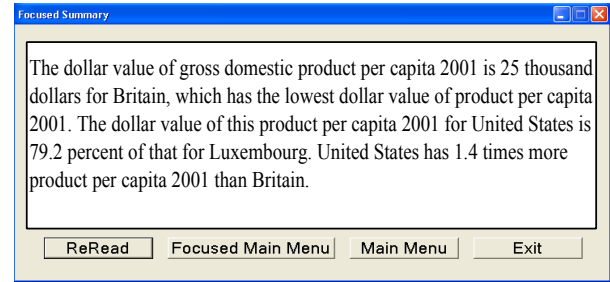 Focused Summary
The dollar value of gross domestic product per capita 2001 is 25 thousand
dollars for Britain, which has the lowest dollar value of product per capita
2001. The dollar value of this product per capita 2001 for United States is
79.2 percent of that for Luxembourg. United States has 1.4 times more
product per capita 2001 than Britain.
ReRead Focused Main Menu Main Menu Exit